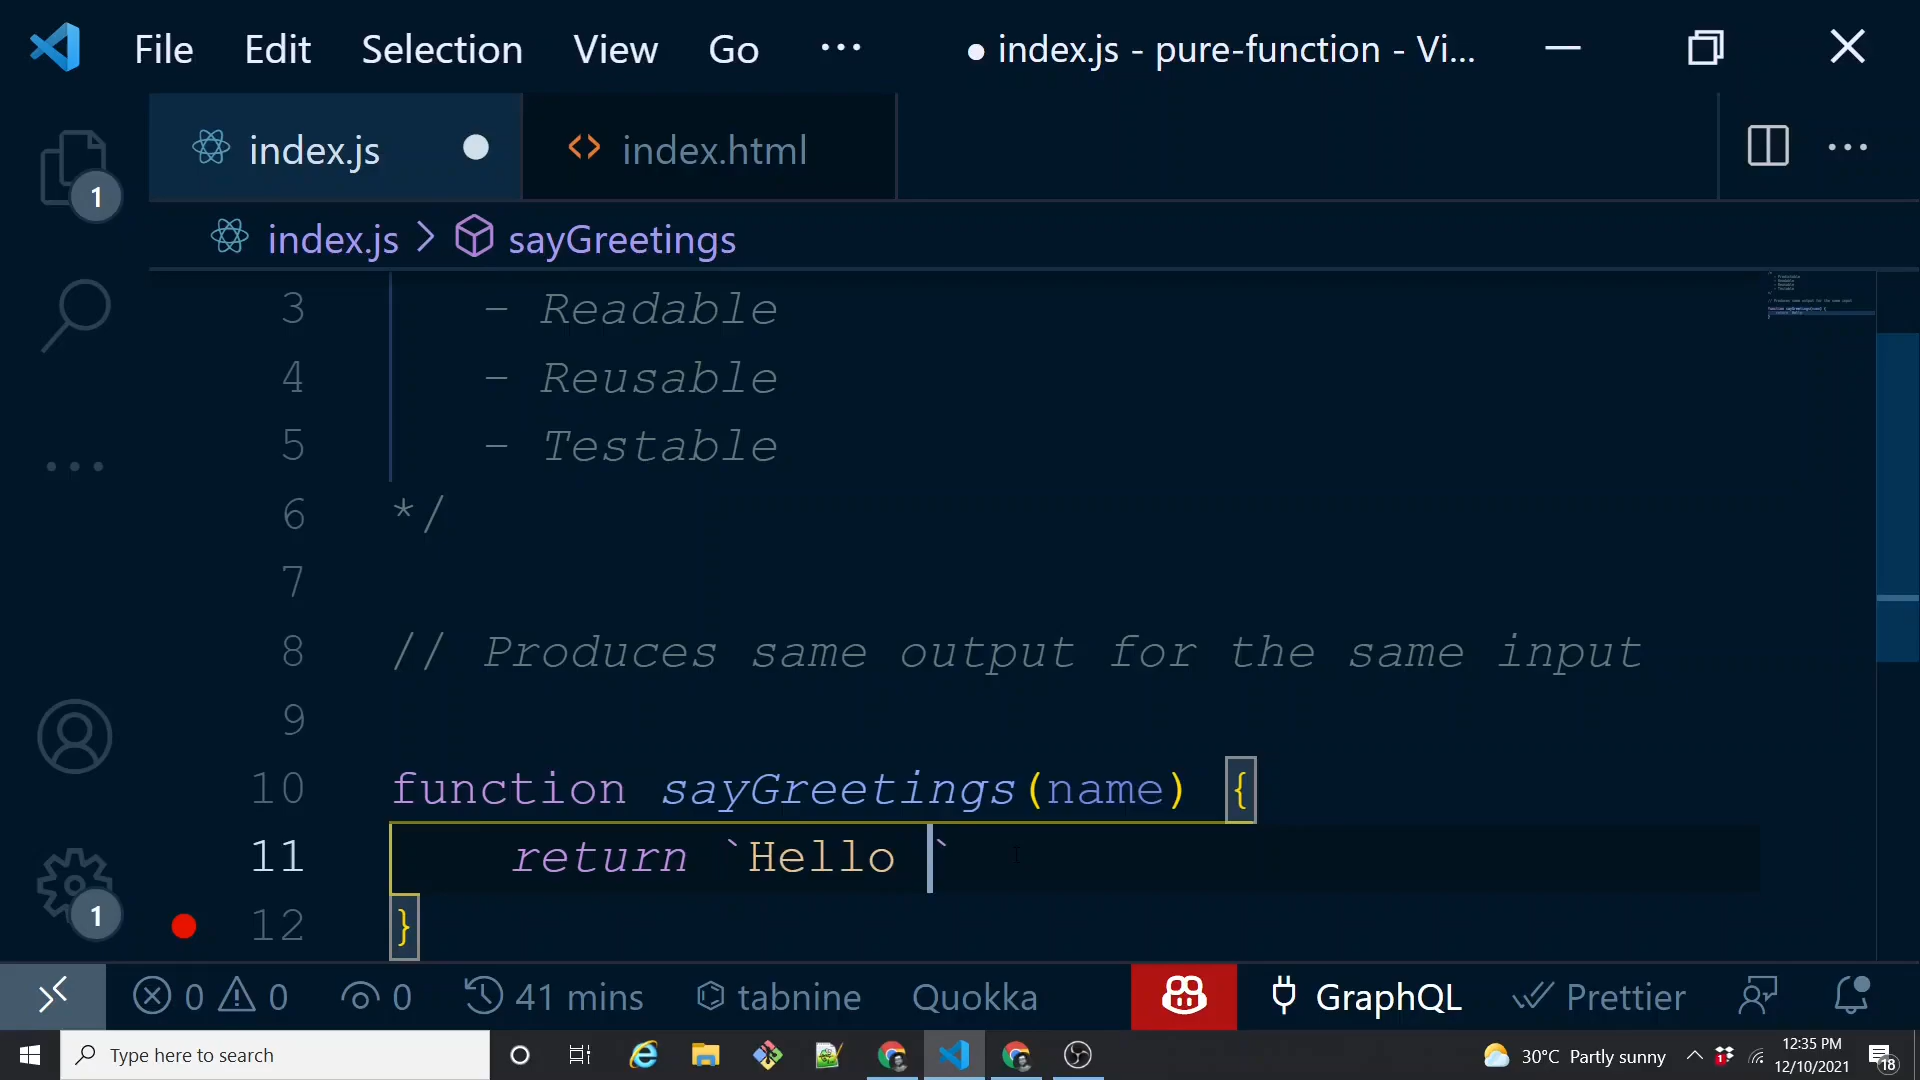 File Edit Selection View Go ··· ● index.js - pure-function - Vi...
index.js ● <> index.html
1
index.js > sayGreetings
3 - Readable
4 - Reusable
5 - Testable
6 */
7
8 // Produces same output for the same input
9
10 function sayGreetings(name) {
11 return `Hello `
12 }
1
0 0 0 41 mins tabnine Quokka GraphQL Prettier
Type here to search
30°C Partly sunny
12:35 PM
12/10/2021
1
18